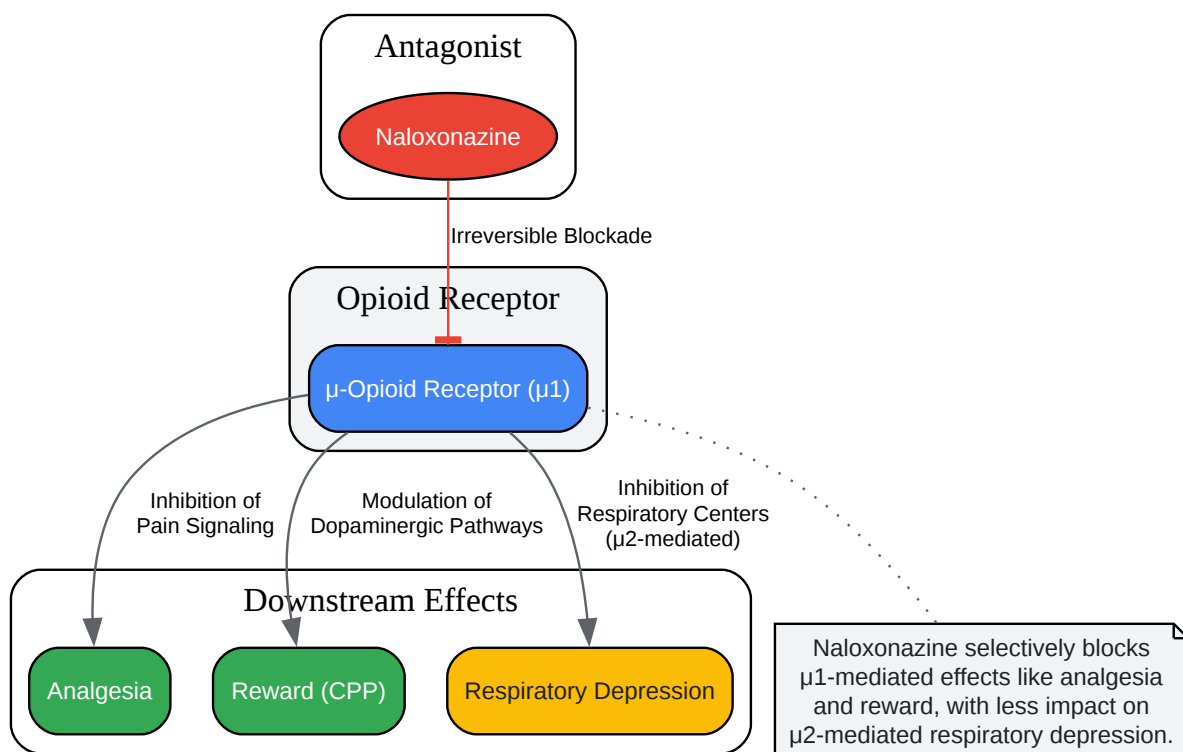 Antagonist
Naloxonazine
Irreversible Blockade
Opioid Receptor
μ-Opioid Receptor (μ1)
Inhibition of
Pain Signaling
Modulation of
Dopaminergic Pathways
Inhibition of
Respiratory Centers
(μ2-mediated)
Downstream Effects
Analgesia
Reward (CPP)
Respiratory Depression
Naloxonazine selectively blocks
μ1-mediated effects like analgesia
and reward, with less impact on
μ2-mediated respiratory depression.